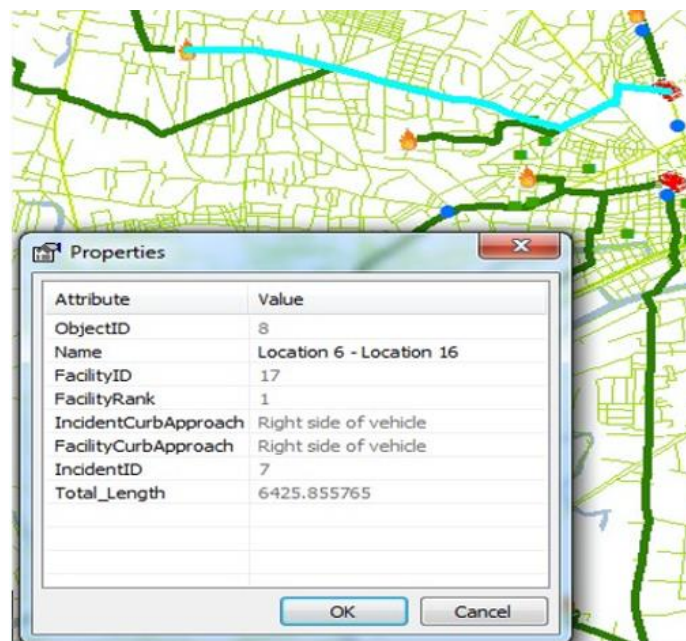 Properties
Attribute Value
ObjectID 8
Name Location 6 - Location 16
FacilityID 17
FacilityRank 1
IncidentCurbApproach Right side of vehicle
FacilityCurbApproach Right side of vehicle
IncidentID 7
Total_Length 6425.855765
OK Cancel